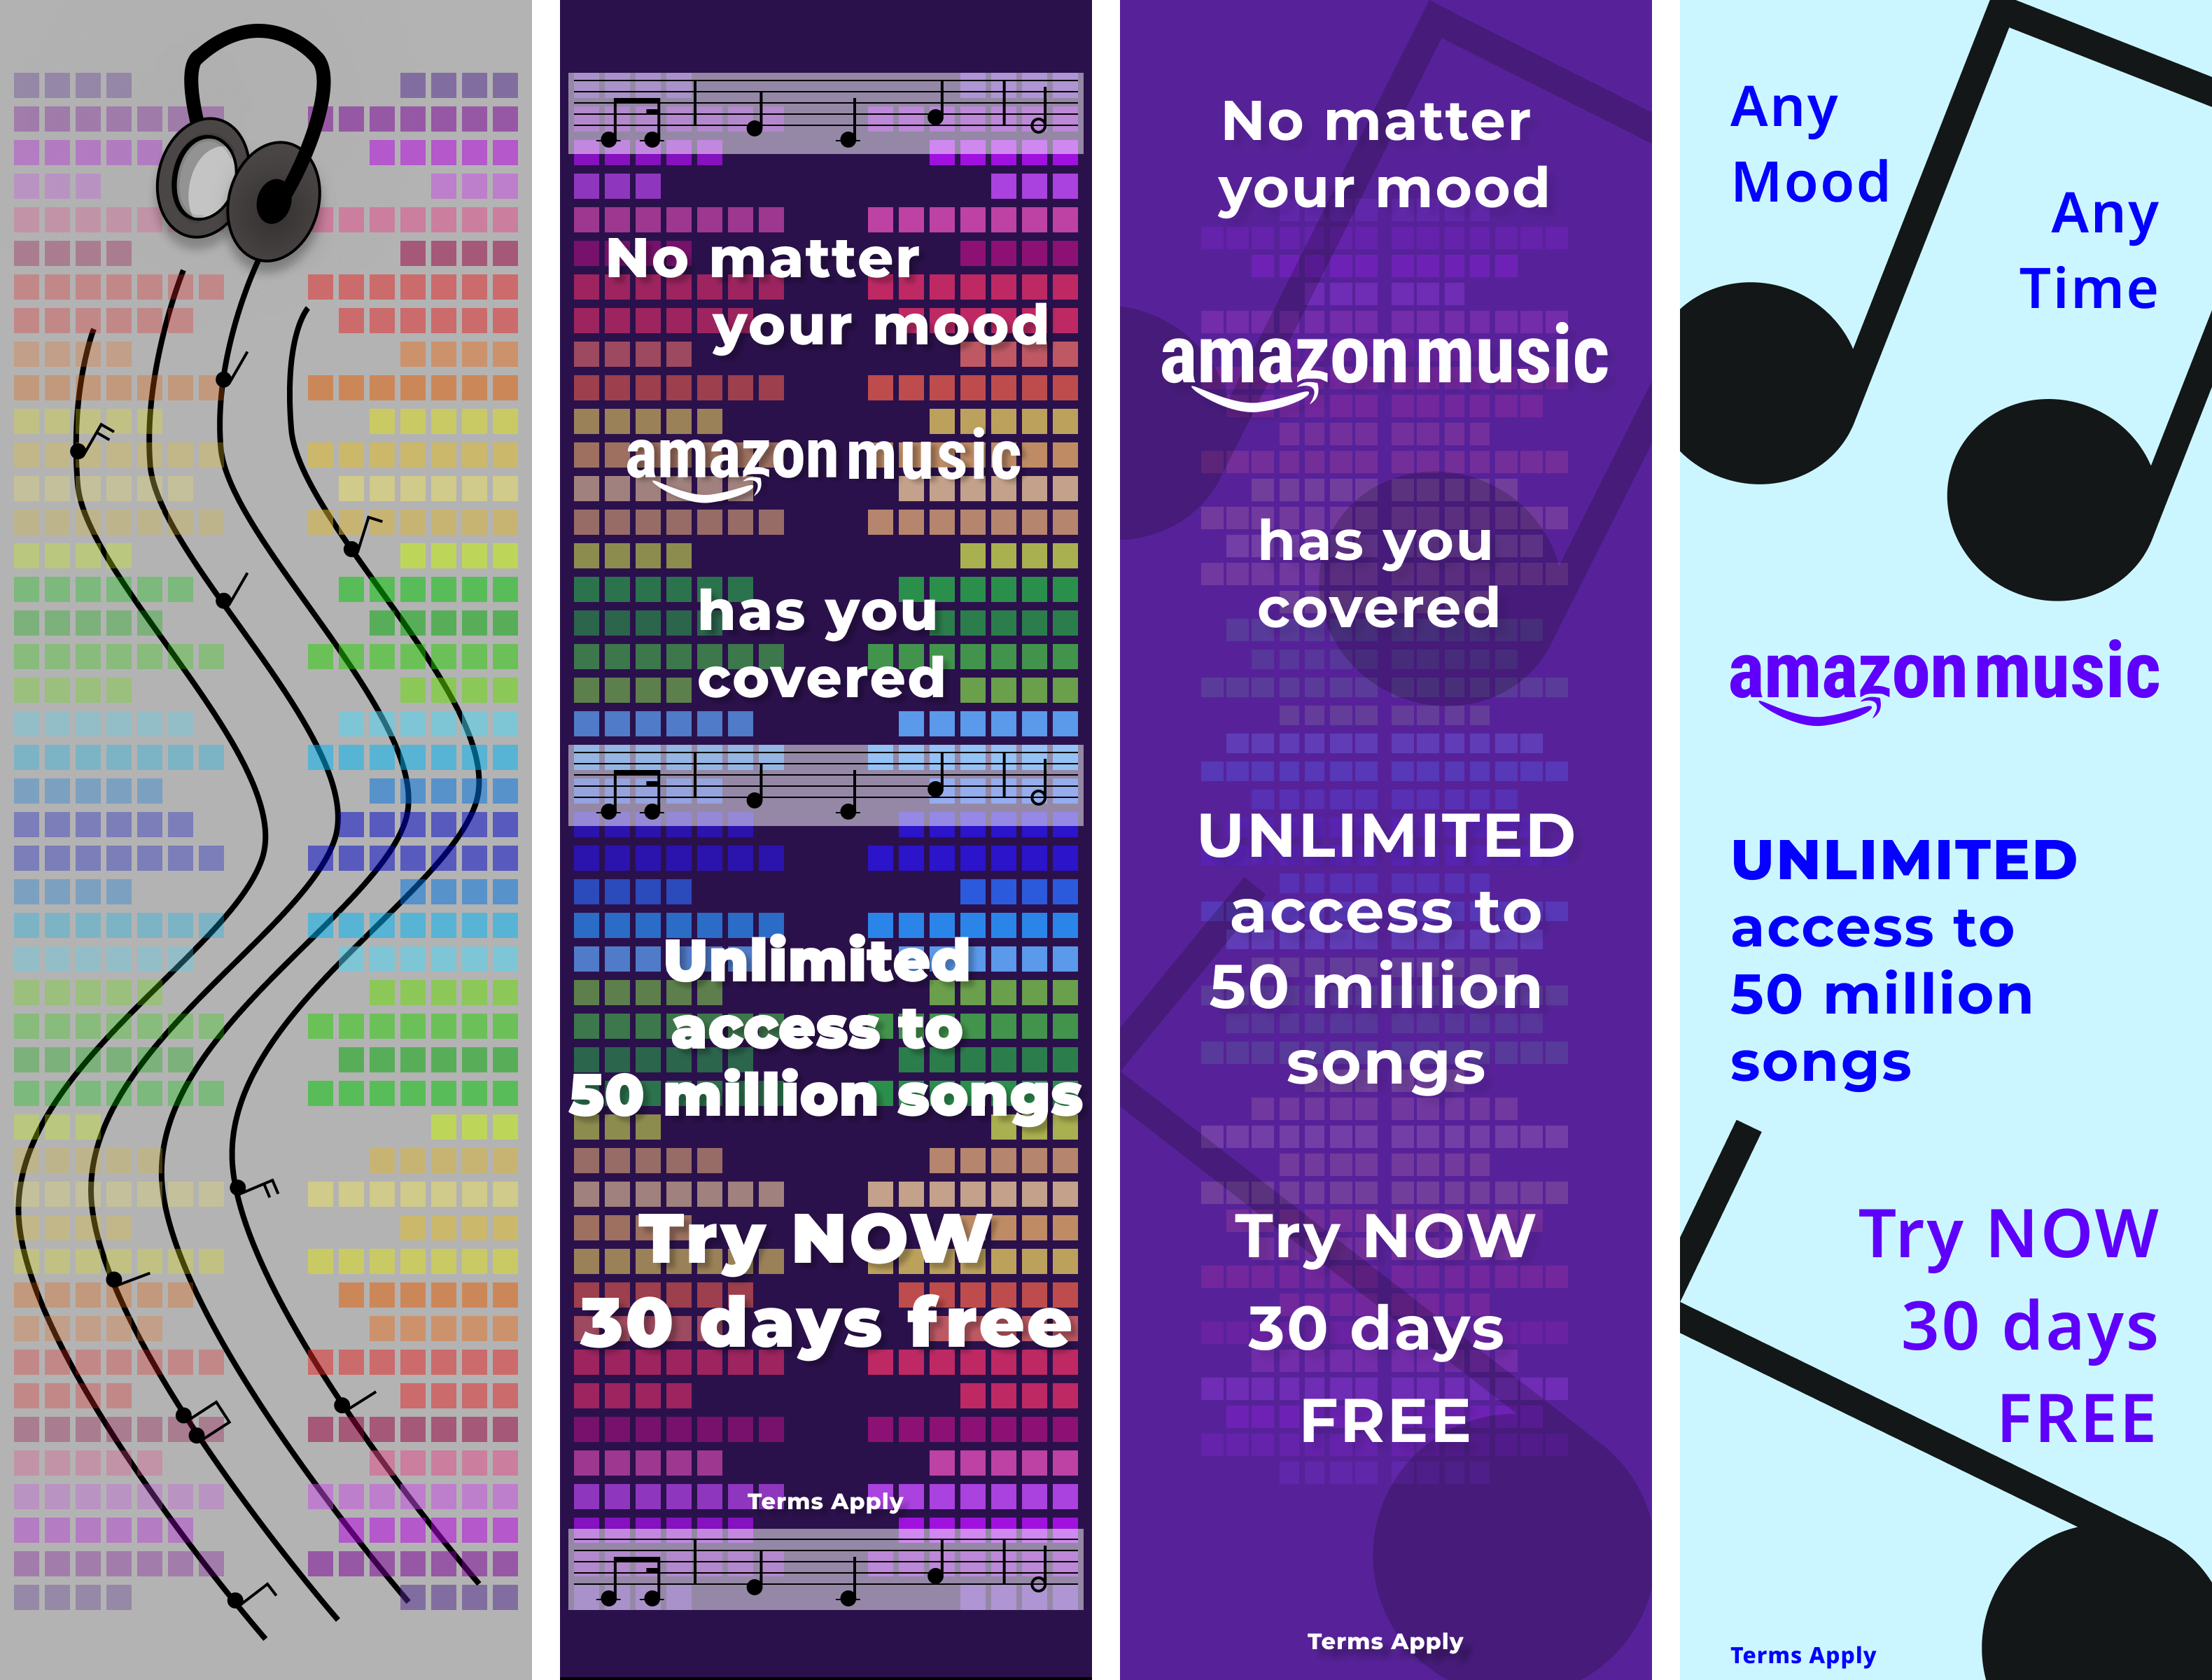 No matter
your mood
amazon music
has you
covered
Unlimited
access to
50 million songs
Try NOW
30 days free
Terms Apply
No matter
your mood
amazon music
has you
covered
UNLIMITED
access to
50 million
songs
Try NOW
30 days
FREE
Terms Apply
Any
Mood
Any
Time
amazon music
UNLIMITED
access to
50 million
songs
Try NOW
30 days
FREE
Terms Apply